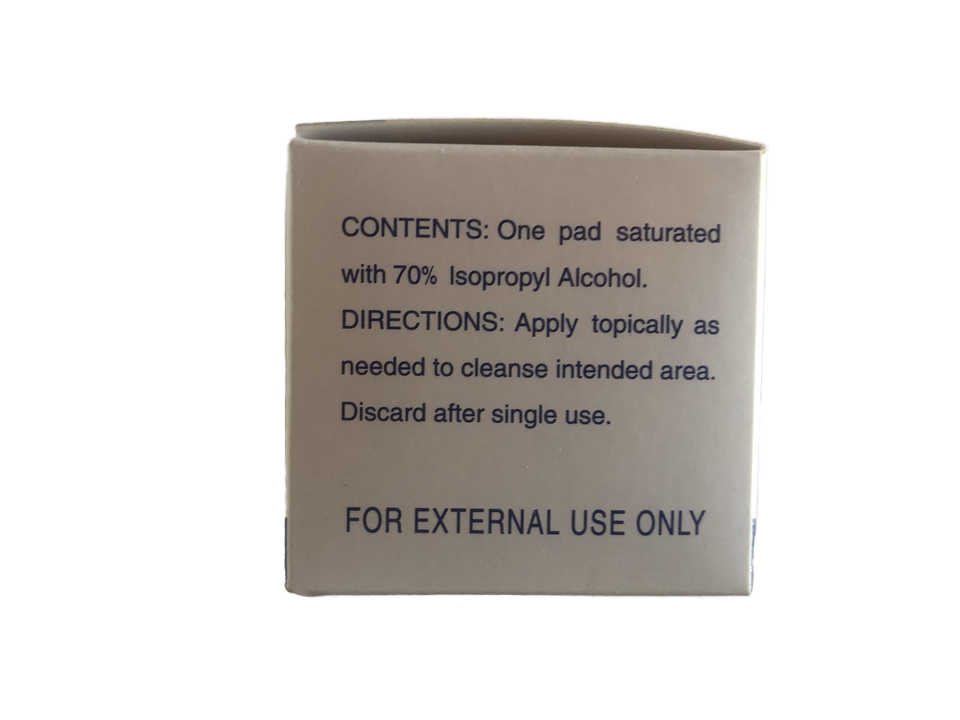 CONTENTS: One pad saturated
with 70% Isopropyl Alcohol.
DIRECTIONS: Apply topically as
needed to cleanse intended area.
Discard after single use.
FOR EXTERNAL USE ONLY